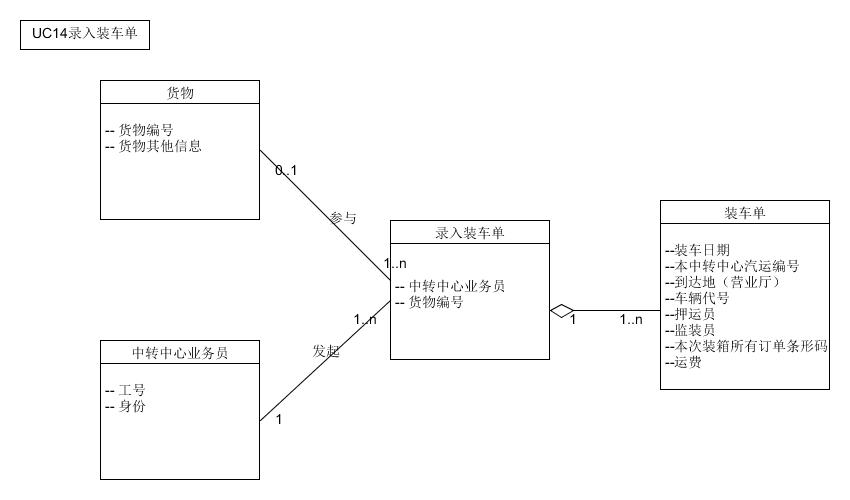 UC14录入装车单
货物
-- 货物编号
-- 货物其他信息
0..1
参与
1..n
录入装车单
-- 中转中心业务员
-- 货物编号
1
1..n
装车单
--装车日期
--本中转中心汽运编号
--到达地（营业厅）
--车辆代号
--押运员
--监装员
--本次装箱所有订单条形码
--运费
1..n
发起
1
中转中心业务员
-- 工号
-- 身份